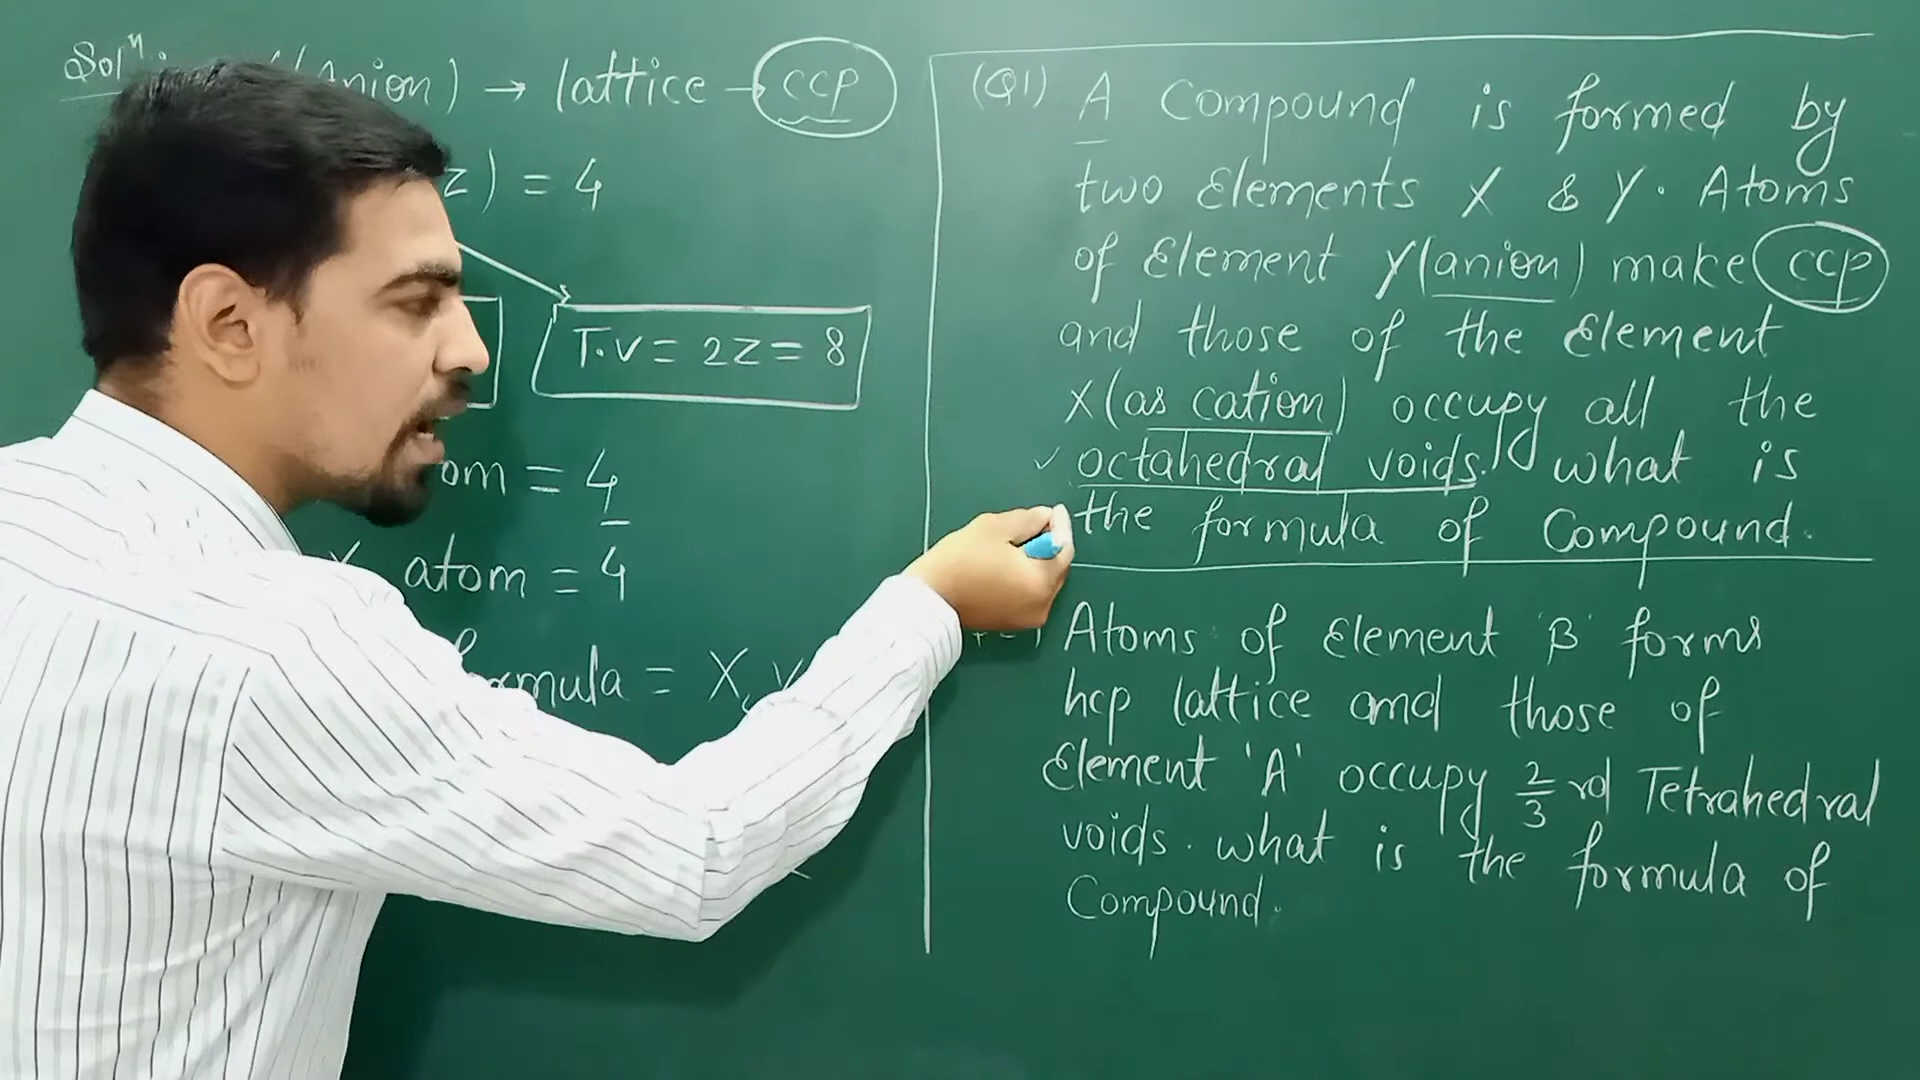 Solⁿ: (anion) → lattice → ccp
z) = 4
T.V = 2Z = 8
om = 4
atom = 4
formula = X
(Q1) A Compound is formed by
two Elements X & Y. Atoms
of Element Y(anion) make ccp
and those of the Element
X(as cation) occupy all the
✓ octahedral voids. what is
the formula of Compound.
Atoms of Element 'B' forms
hcp lattice and those of
Element 'A' occupy 2/3 rd Tetrahedral
voids. what is the formula of
Compound.